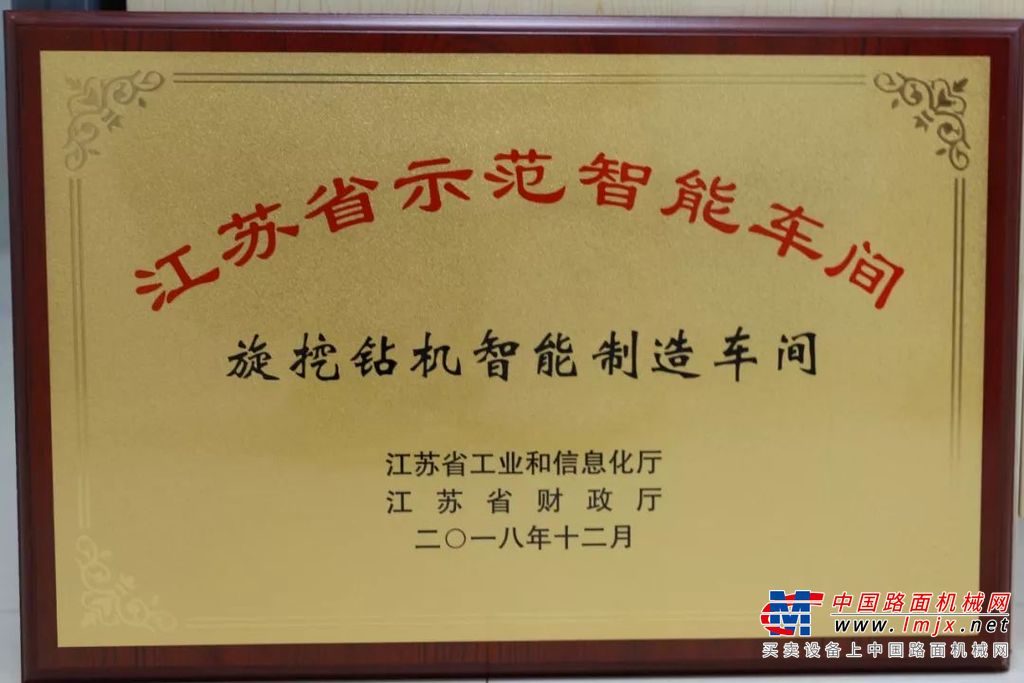 江苏省示范智能车间
旋挖钻机智能制造车间
江苏省工业和信息化厅
江苏省财政厅
二〇一八年十二月
中国路面机械网
www.lmjx.net
买卖设备上中国路面机械网